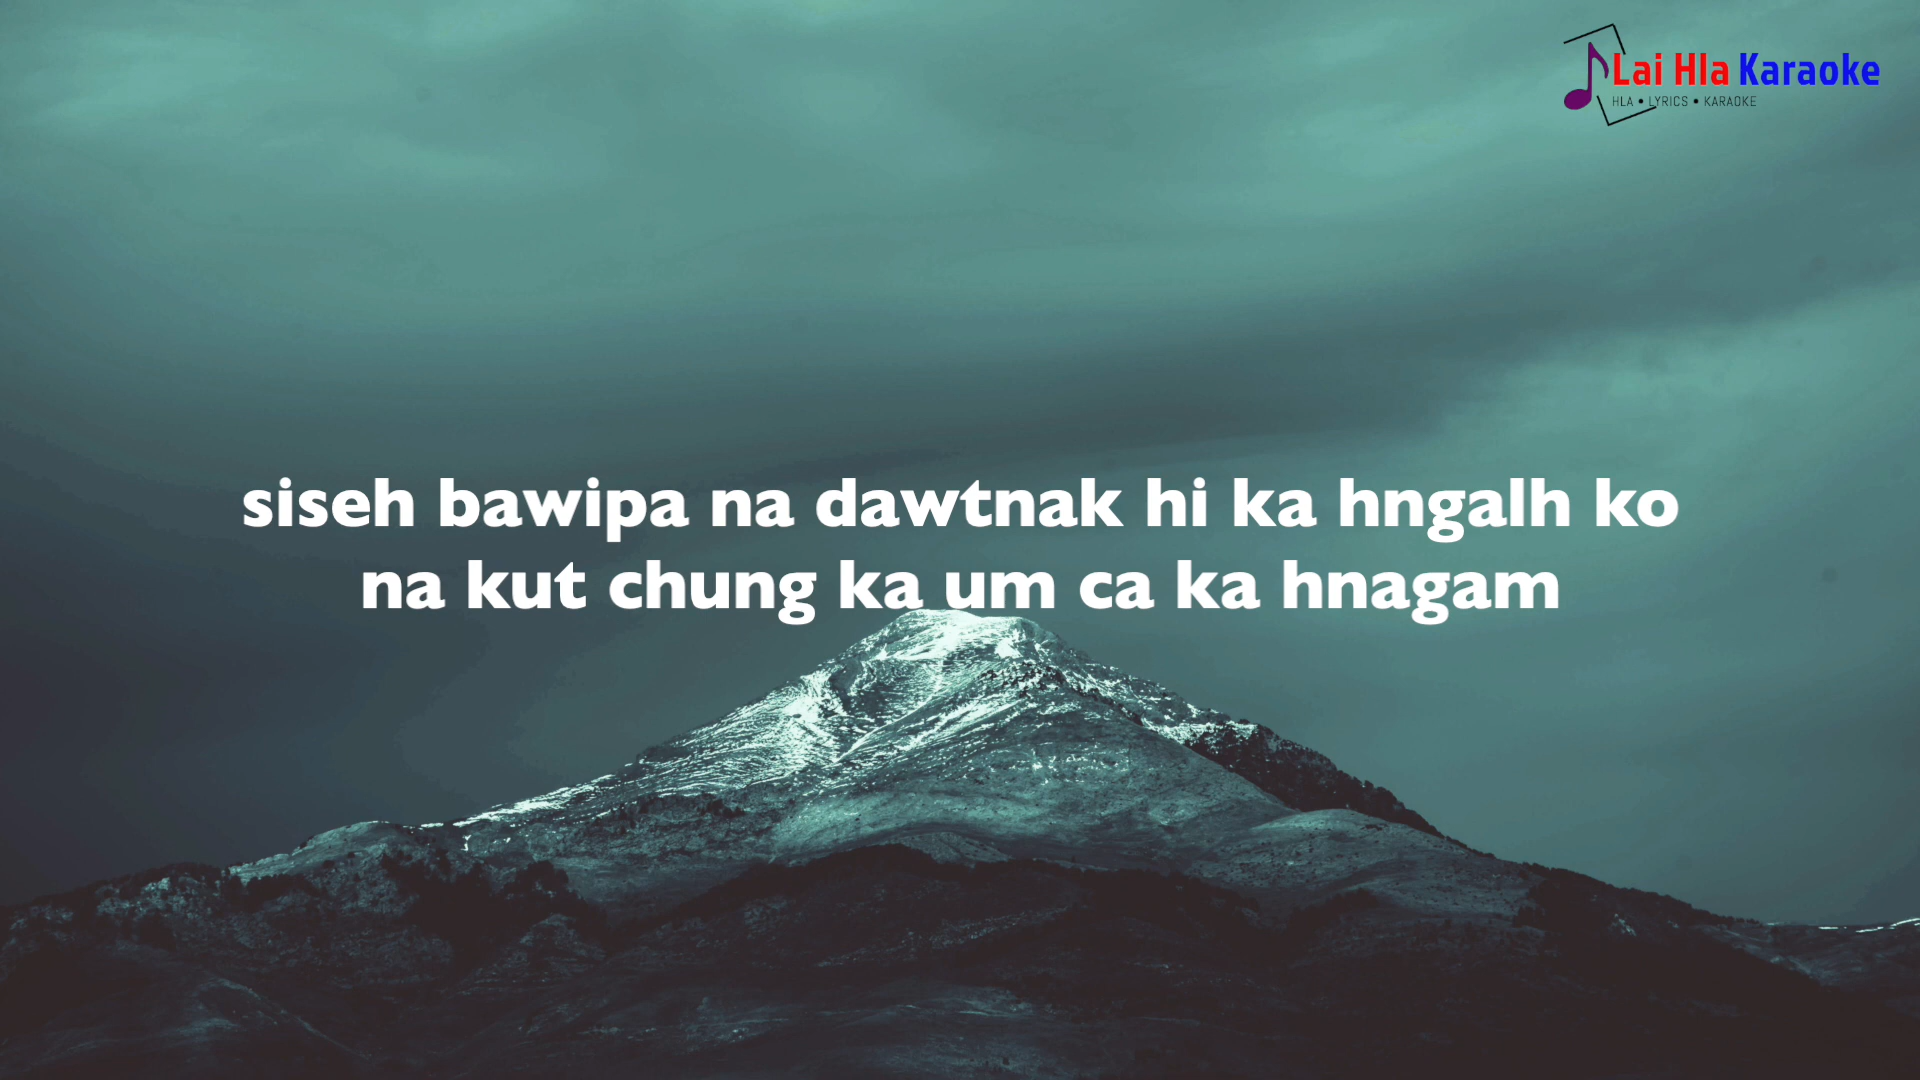 Lai Hla Karaoke
HLA • LYRICS • KARAOKE
siseh bawipa na dawtnak hi ka hngalh ko
na kut chung ka um ca ka hnagam